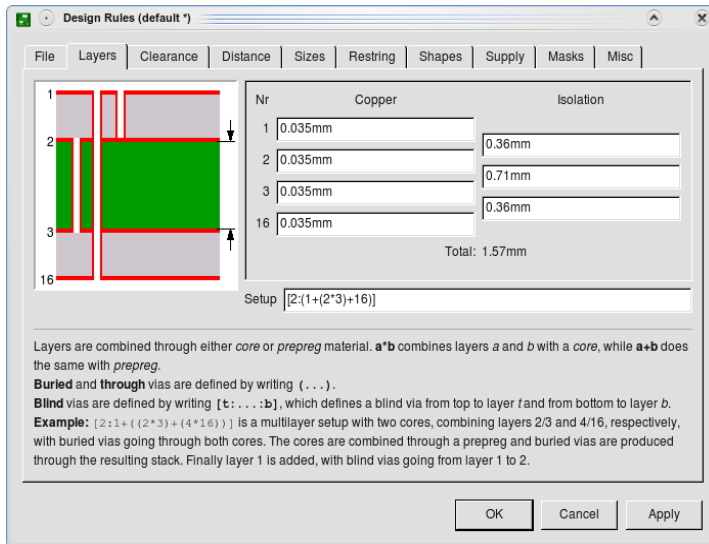 Design Rules (default *)
File Layers Clearance Distance Sizes Restring Shapes Supply Masks Misc
1
2
3
16
Nr Copper Isolation
1 0.035mm
0.36mm
2 0.035mm
0.71mm
3 0.035mm
0.36mm
16 0.035mm
Total: 1.57mm
Setup [2:(1+(2*3)+16)]
Layers are combined through either core or prepreg material. a*b combines layers a and b with a core, while a+b does
the same with prepreg.
Buried and through vias are defined by writing (...).
Blind vias are defined by writing [t:...:b], which defines a blind via from top to layer t and from bottom to layer b.
Example: [2:1+((2*3)+(4*16))] is a multilayer setup with two cores, combining layers 2/3 and 4/16, respectively,
with buried vias going through both cores. The cores are combined through a prepreg and buried vias are produced
through the resulting stack. Finally layer 1 is added, with blind vias going from layer 1 to 2.
OK Cancel Apply